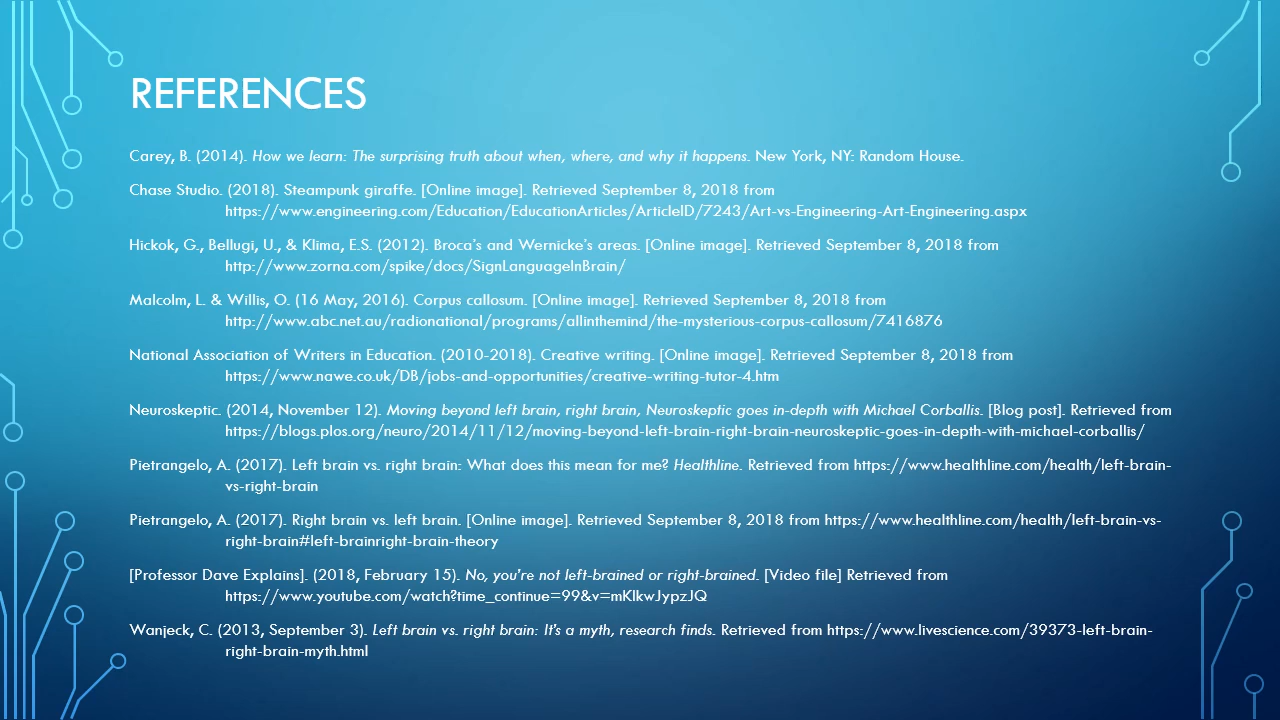 REFERENCES
Carey, B. (2014). How we learn: The surprising truth about when, where, and why it happens. New York, NY: Random House.
Chase Studio. (2018). Steampunk giraffe. [Online image]. Retrieved September 8, 2018 from
https://www.engineering.com/Education/EducationArticles/ArticleID/7243/Art-vs-Engineering-Art-Engineering.aspx
Hickok, G., Bellugi, U., & Klima, E.S. (2012). Broca's and Wernicke's areas. [Online image]. Retrieved September 8, 2018 from
http://www.zorna.com/spike/docs/SignLanguageInBrain/
Malcolm, L. & Willis, O. (16 May, 2016). Corpus callosum. [Online image]. Retrieved September 8, 2018 from
http://www.abc.net.au/radionational/programs/allinthemind/the-mysterious-corpus-callosum/7416876
National Association of Writers in Education. (2010-2018). Creative writing. [Online image]. Retrieved September 8, 2018 from
https://www.nawe.co.uk/DB/jobs-and-opportunities/creative-writing-tutor-4.htm
Neuroskeptic. (2014, November 12). Moving beyond left brain, right brain, Neuroskeptic goes in-depth with Michael Corballis. [Blog post]. Retrieved from
https://blogs.plos.org/neuro/2014/11/12/moving-beyond-left-brain-right-brain-neuroskeptic-goes-in-depth-with-michael-corballis/
Pietrangelo, A. (2017). Left brain vs. right brain: What does this mean for me? Healthline. Retrieved from https://www.healthline.com/health/left-brain-
vs-right-brain
Pietrangelo, A. (2017). Right brain vs. left brain. [Online image]. Retrieved September 8, 2018 from https://www.healthline.com/health/left-brain-vs-
right-brain#left-brainright-brain-theory
[Professor Dave Explains]. (2018, February 15). No, you're not left-brained or right-brained. [Video file] Retrieved from
https://www.youtube.com/watch?time_continue=99&v=mKlkwJypzJQ
Wanjeck, C. (2013, September 3). Left brain vs. right brain: It's a myth, research finds. Retrieved from https://www.livescience.com/39373-left-brain-
right-brain-myth.html